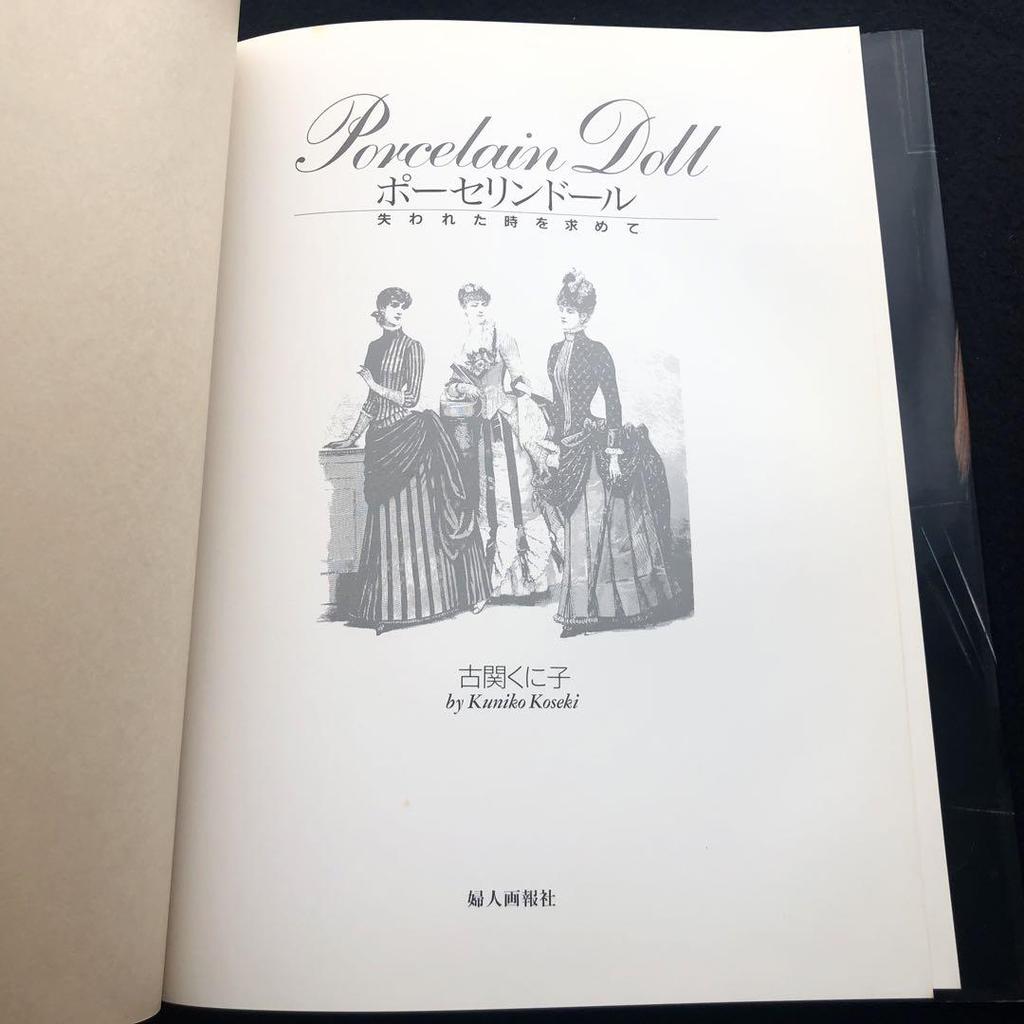 Porcelain Doll
ポーセリンドール
失われた時を求めて
古関くに子
by Kuniko Koseki
婦人画報社